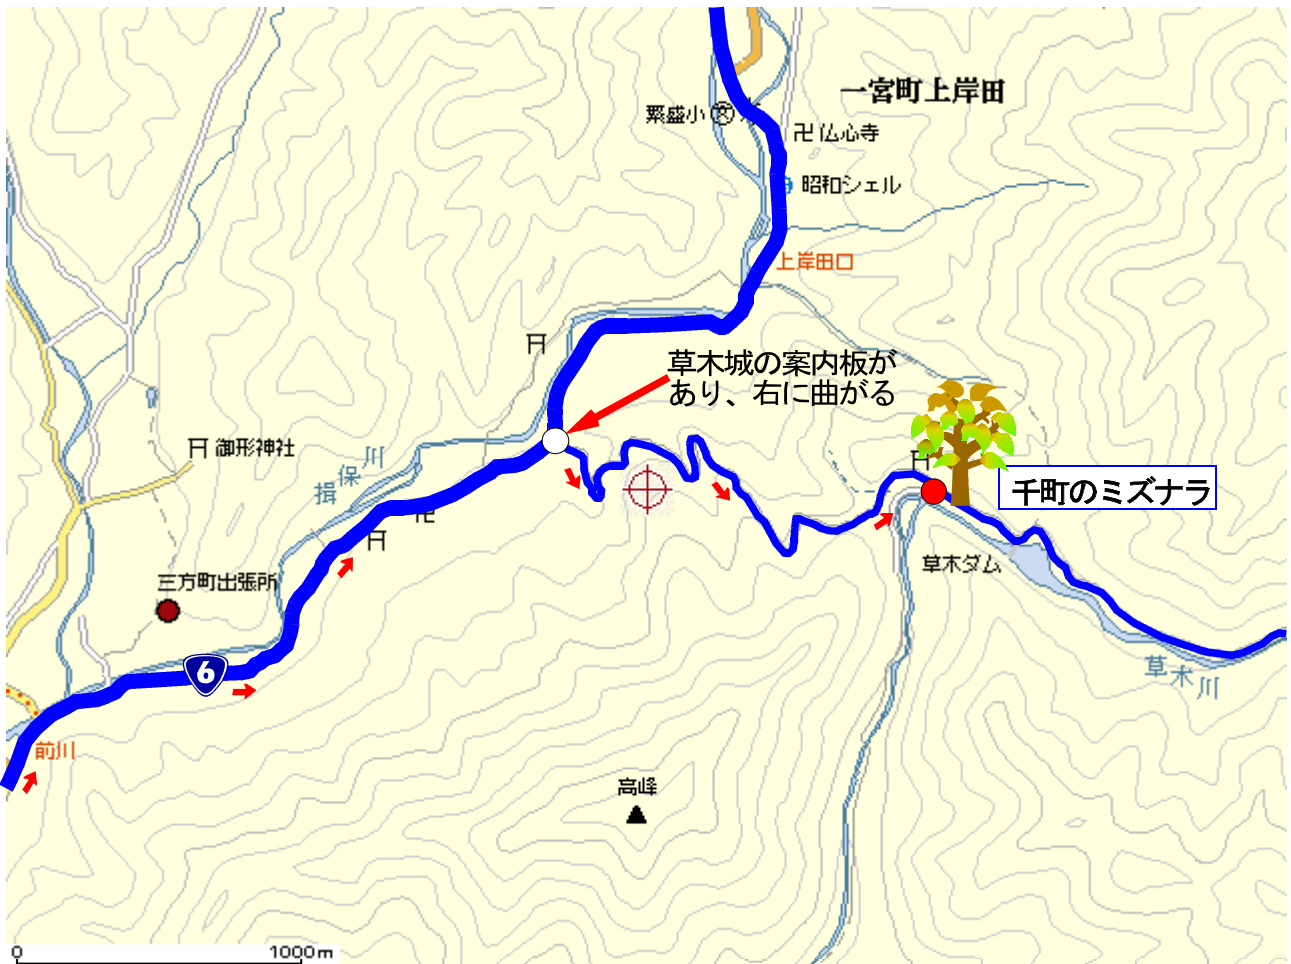 一宮町上岸田
繁盛小
卍仏心寺
昭和シェル
上岸田口
草木城の案内板が
あり、右に曲がる
御形神社
揖保川
千町のミズナラ
草木ダム
三方町出張所
6
草木川
前川
高峰
0 1000m